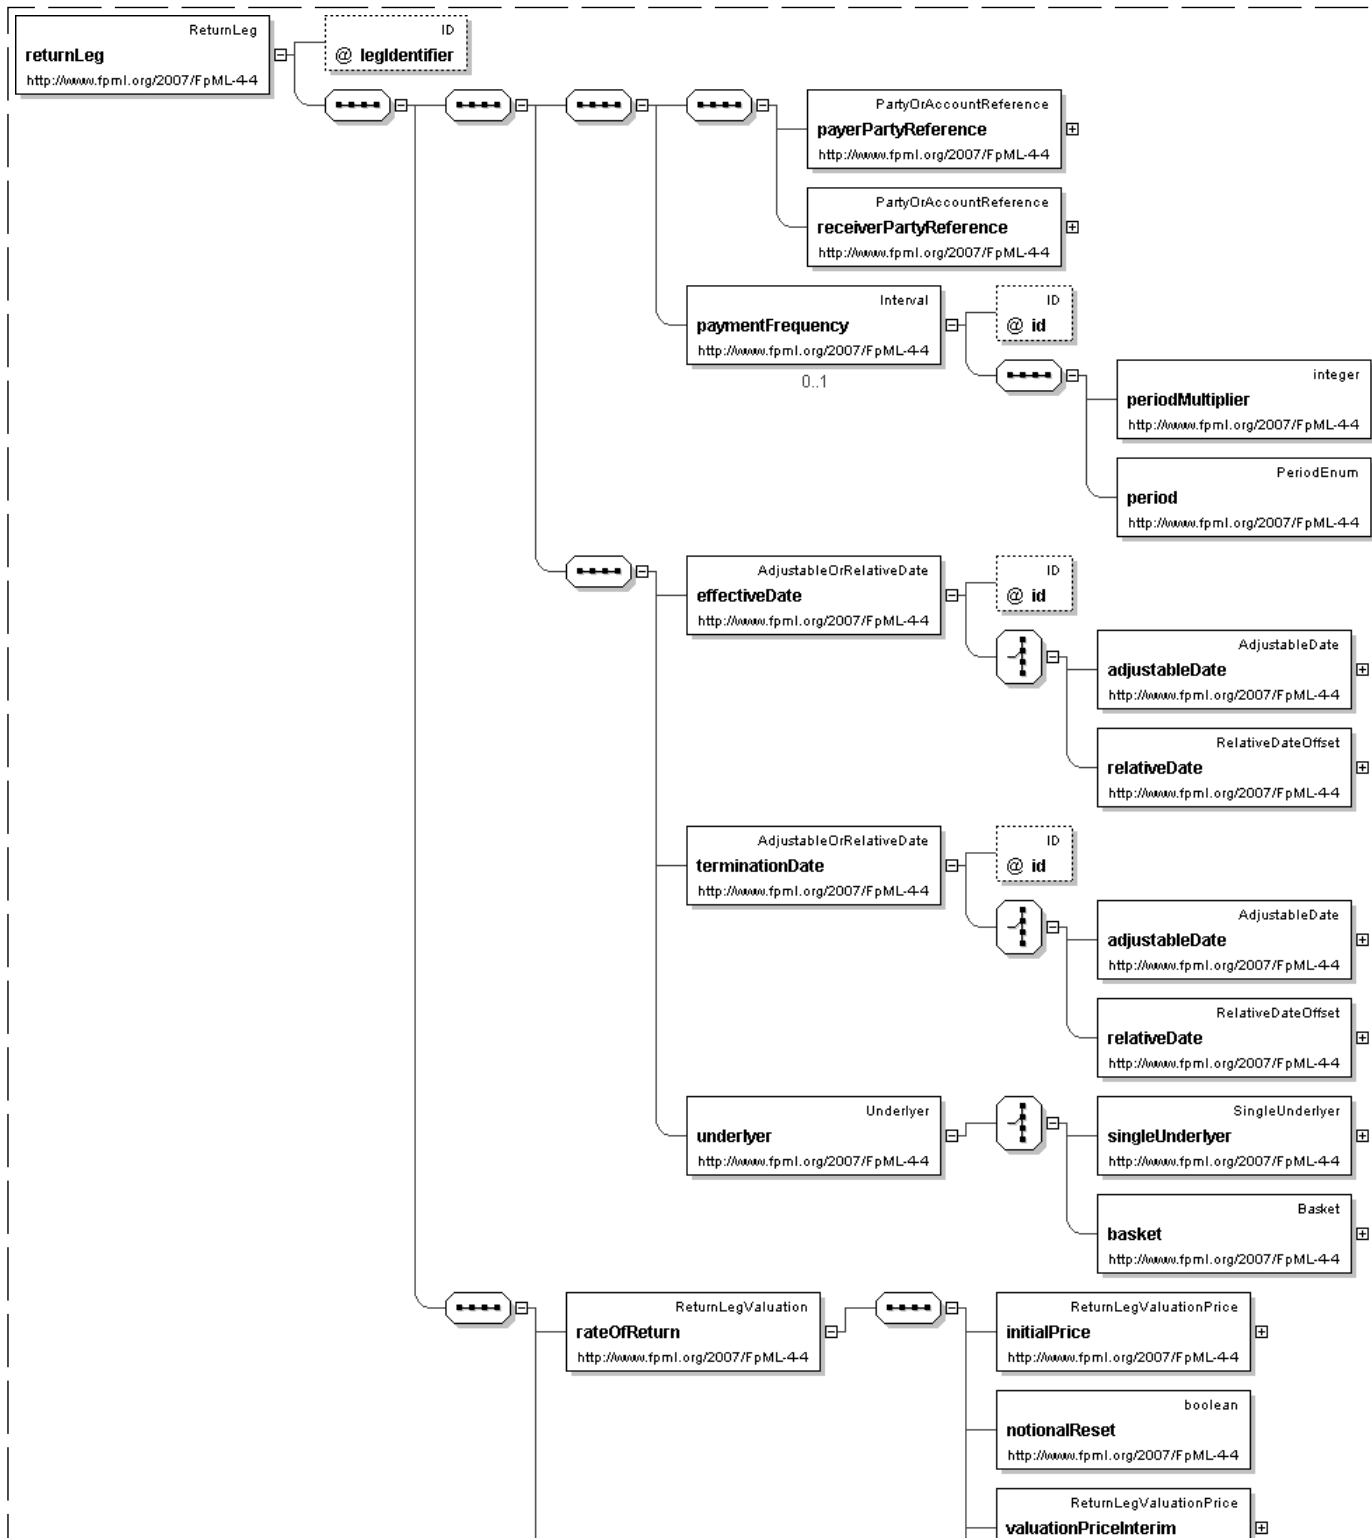 ReturnLeg
returnLeg
http://www.fpml.org/2007/FpML-4-4
ID
@ legIdentifier
PartyOrAccountReference
payerPartyReference
http://www.fpml.org/2007/FpML-4-4
PartyOrAccountReference
receiverPartyReference
http://www.fpml.org/2007/FpML-4-4
Interval
paymentFrequency
http://www.fpml.org/2007/FpML-4-4
0..1
ID
@ id
integer
periodMultiplier
http://www.fpml.org/2007/FpML-4-4
PeriodEnum
period
http://www.fpml.org/2007/FpML-4-4
AdjustableOrRelativeDate
effectiveDate
http://www.fpml.org/2007/FpML-4-4
ID
@ id
AdjustableDate
adjustableDate
http://www.fpml.org/2007/FpML-4-4
RelativeDateOffset
relativeDate
http://www.fpml.org/2007/FpML-4-4
AdjustableOrRelativeDate
terminationDate
http://www.fpml.org/2007/FpML-4-4
ID
@ id
AdjustableDate
adjustableDate
http://www.fpml.org/2007/FpML-4-4
RelativeDateOffset
relativeDate
http://www.fpml.org/2007/FpML-4-4
Underlyer
underlyer
http://www.fpml.org/2007/FpML-4-4
SingleUnderlyer
singleUnderlyer
http://www.fpml.org/2007/FpML-4-4
Basket
basket
http://www.fpml.org/2007/FpML-4-4
ReturnLegValuation
rateOfReturn
http://www.fpml.org/2007/FpML-4-4
ReturnLegValuationPrice
initialPrice
http://www.fpml.org/2007/FpML-4-4
boolean
notionalReset
http://www.fpml.org/2007/FpML-4-4
ReturnLegValuationPrice
valuationPriceInterim